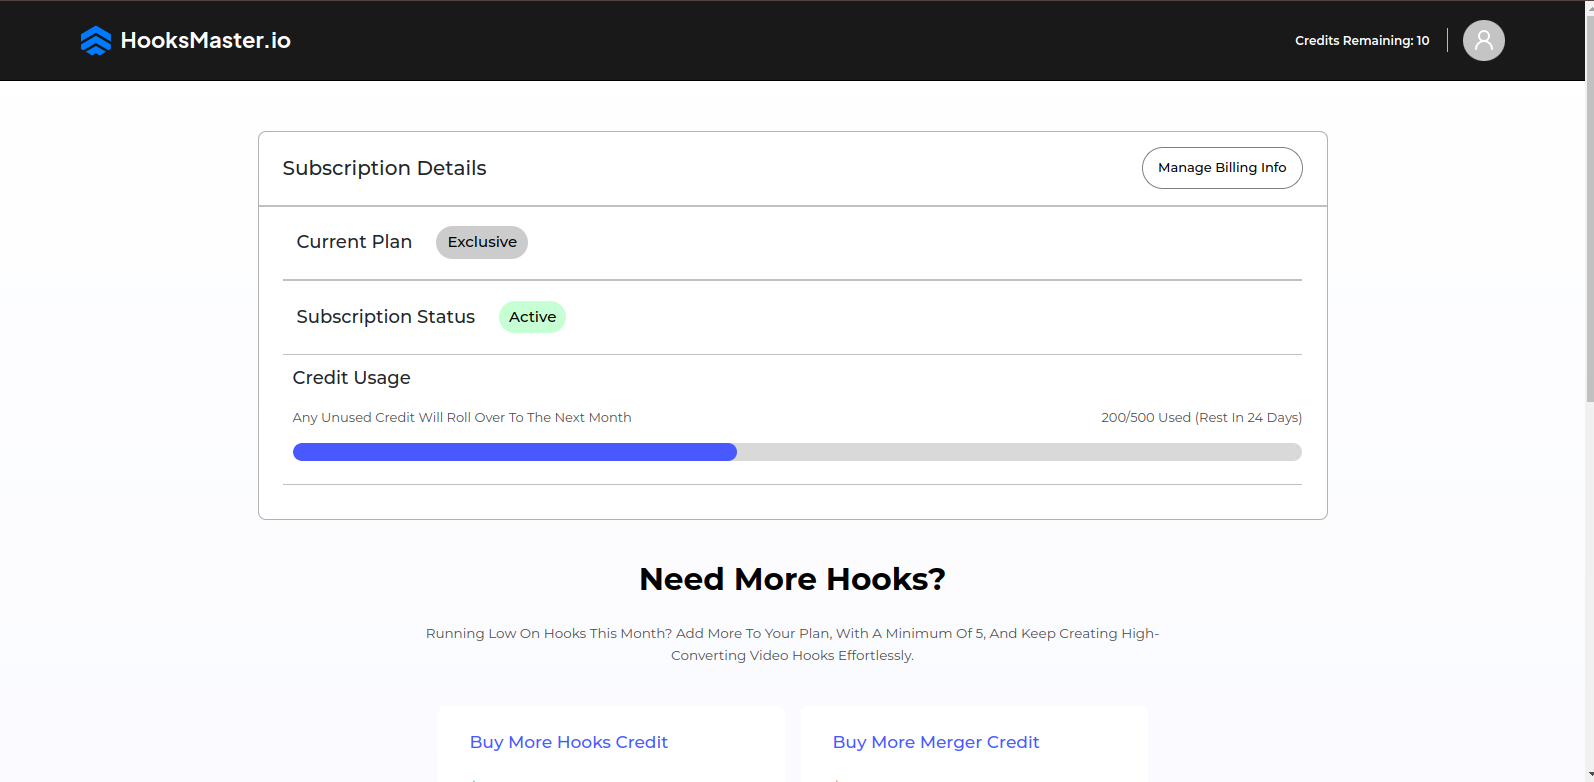 HooksMaster.io
Credits Remaining: 10
Subscription Details
Manage Billing Info
Current Plan
Exclusive
Subscription Status
Active
Credit Usage
Any Unused Credit Will Roll Over To The Next Month
200/500 Used (Rest In 24 Days)
Need More Hooks?
Running Low On Hooks This Month? Add More To Your Plan, With A Minimum Of 5, And Keep Creating High-
Converting Video Hooks Effortlessly.
Buy More Hooks Credit
Buy More Merger Credit